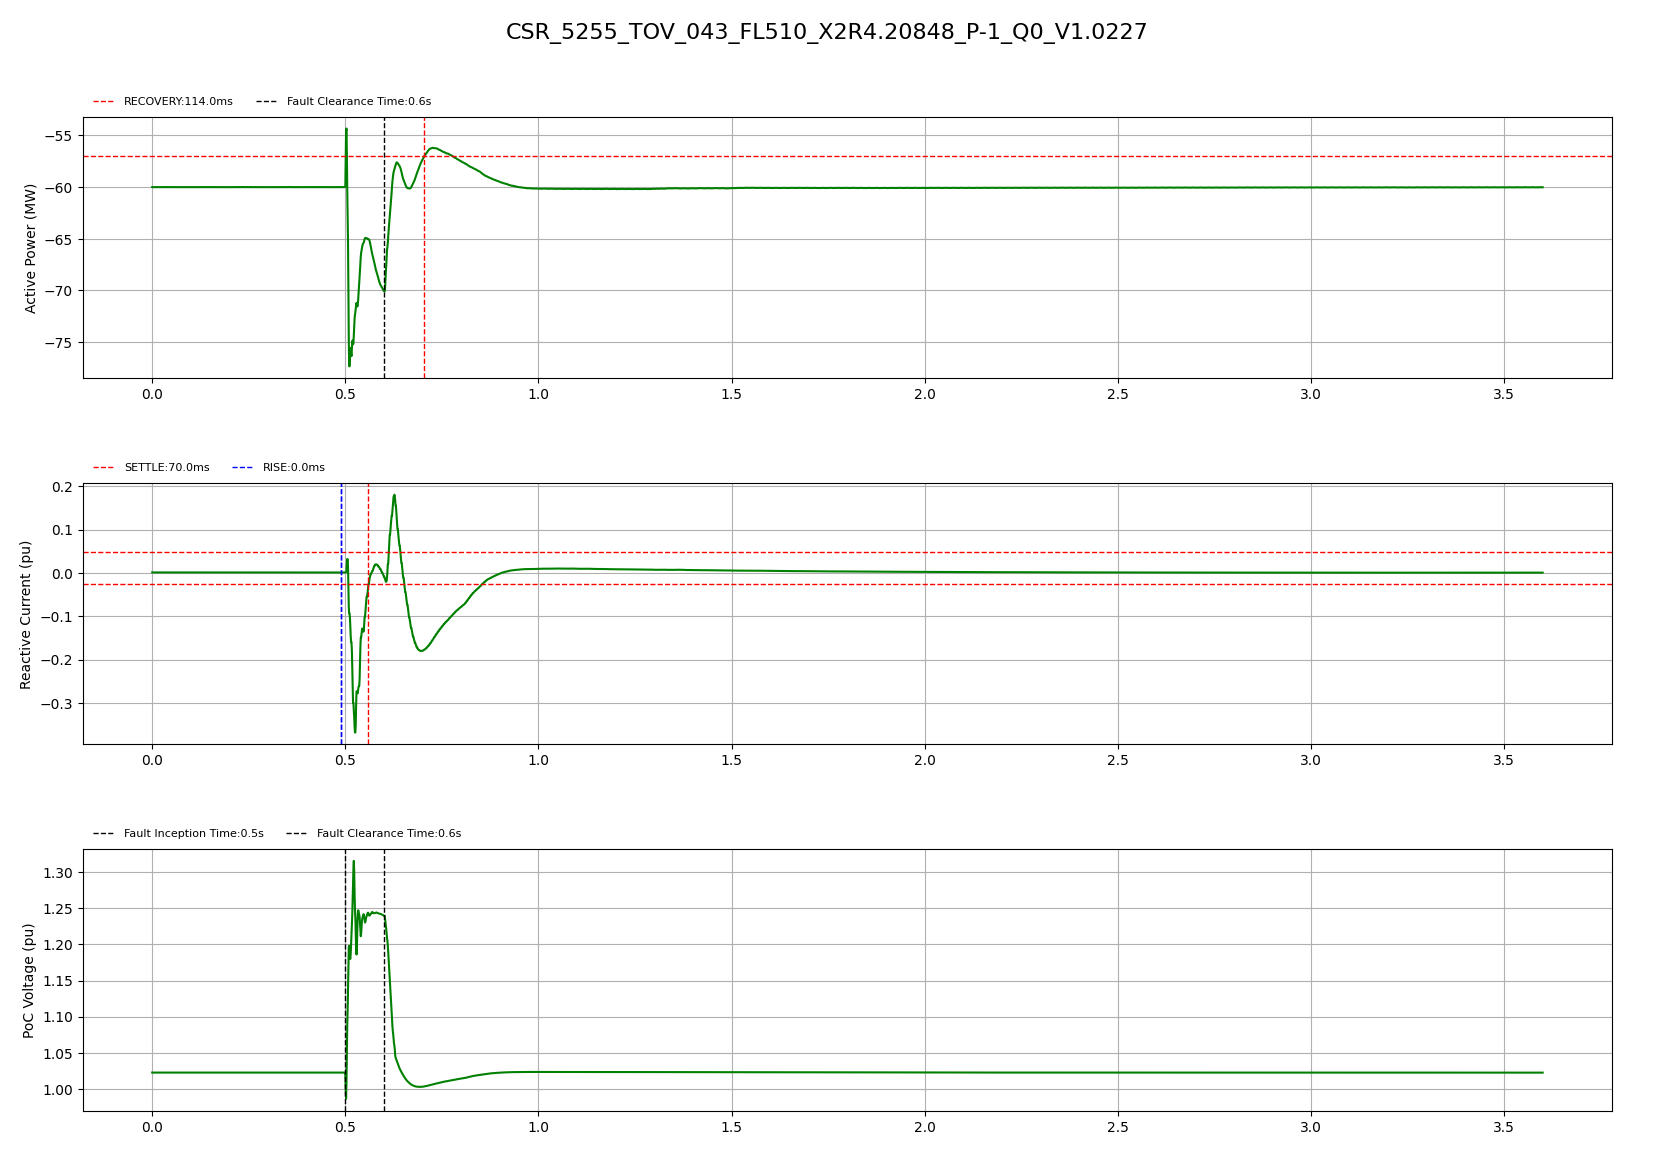 CSR_5255_TOV_043_FL510_X2R4.20848_P-1_Q0_V1.0227
RECOVERY:114.0ms Fault Clearance Time:0.6s
Active Power (MW)
−55
−60
−65
−70
−75
0.0 0.5 1.0 1.5 2.0 2.5 3.0 3.5
SETTLE:70.0ms RISE:0.0ms
Reactive Current (pu)
0.2
0.1
0.0
−0.1
−0.2
−0.3
0.0 0.5 1.0 1.5 2.0 2.5 3.0 3.5
Fault Inception Time:0.5s Fault Clearance Time:0.6s
PoC Voltage (pu)
1.30
1.25
1.20
1.15
1.10
1.05
1.00
0.0 0.5 1.0 1.5 2.0 2.5 3.0 3.5